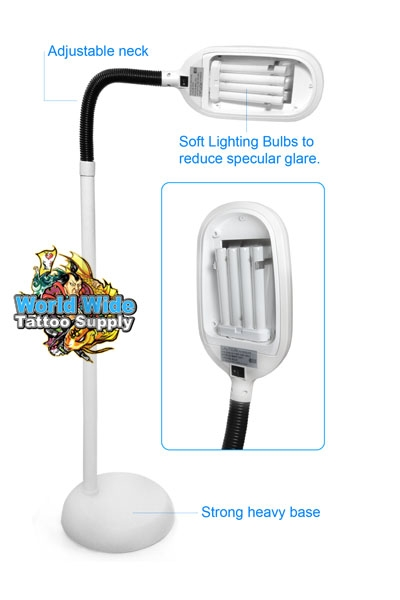 Adjustable neck
Soft Lighting Bulbs to
reduce specular glare.
World Wide
Tattoo Supply
Strong heavy base